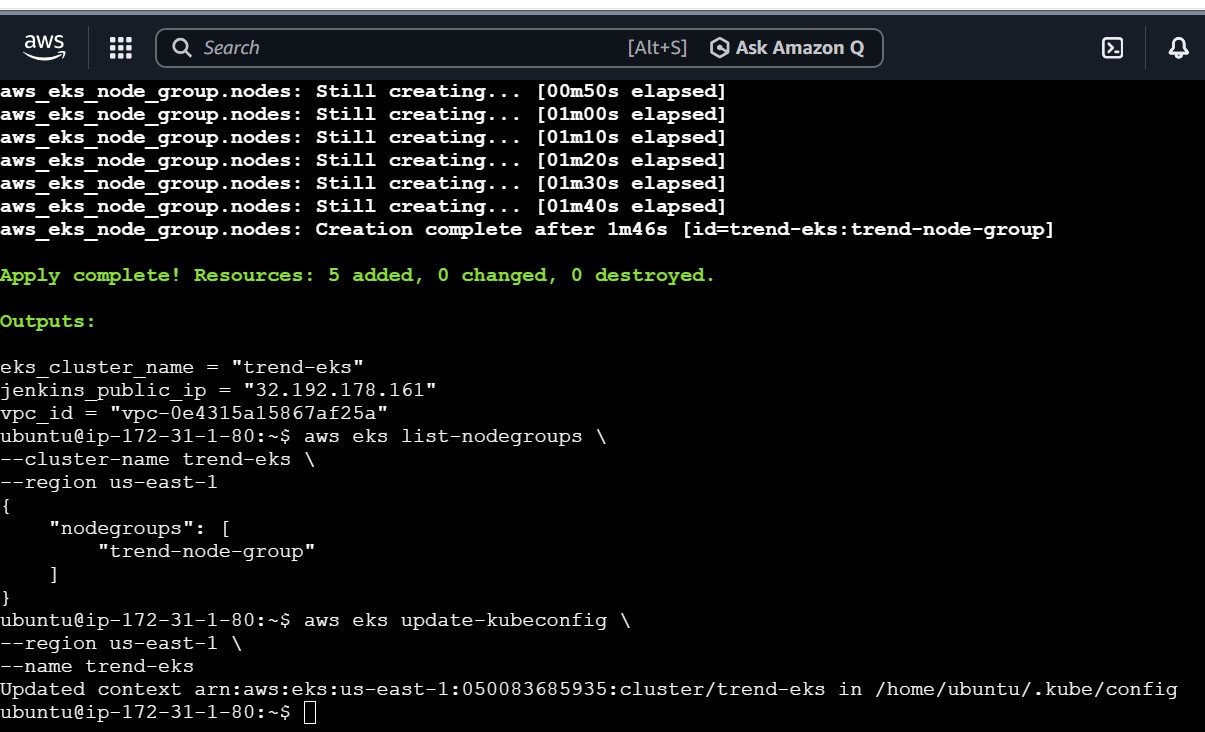 aws
Search [Alt+S] Ask Amazon Q
aws_eks_node_group.nodes: Still creating... [00m50s elapsed]
aws_eks_node_group.nodes: Still creating... [01m00s elapsed]
aws_eks_node_group.nodes: Still creating... [01m10s elapsed]
aws_eks_node_group.nodes: Still creating... [01m20s elapsed]
aws_eks_node_group.nodes: Still creating... [01m30s elapsed]
aws_eks_node_group.nodes: Still creating... [01m40s elapsed]
aws_eks_node_group.nodes: Creation complete after 1m46s [id=trend-eks:trend-node-group]
Apply complete! Resources: 5 added, 0 changed, 0 destroyed.
Outputs:
eks_cluster_name = "trend-eks"
jenkins_public_ip = "32.192.178.161"
vpc_id = "vpc-0e4315a15867af25a"
ubuntu@ip-172-31-1-80:~$ aws eks list-nodegroups \
--cluster-name trend-eks \
--region us-east-1
{
    "nodegroups": [
        "trend-node-group"
    ]
}
ubuntu@ip-172-31-1-80:~$ aws eks update-kubeconfig \
--region us-east-1 \
--name trend-eks
Updated context arn:aws:eks:us-east-1:050083685935:cluster/trend-eks in /home/ubuntu/.kube/config
ubuntu@ip-172-31-1-80:~$